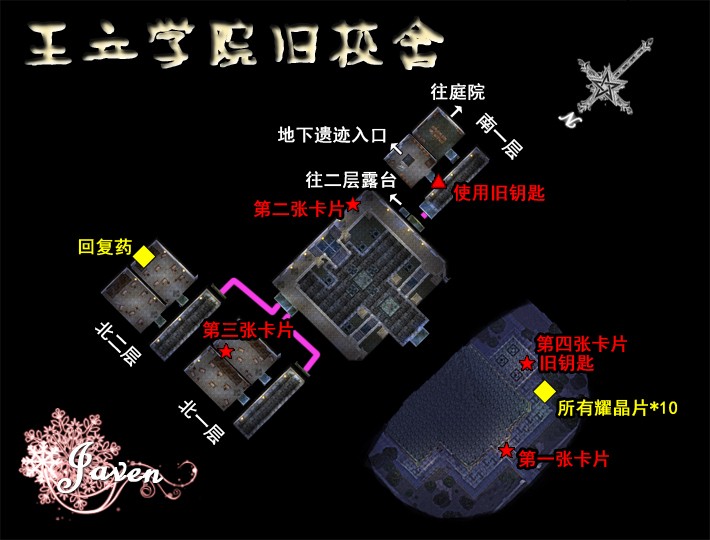 王立学院旧校舍
往庭院
南一层
地下遗迹入口
往二层露台
使用旧钥匙
第二张卡片
回复药
北二层
第三张卡片
北一层
第四张卡片
旧钥匙
所有耀晶片*10
第一张卡片
N
Javen